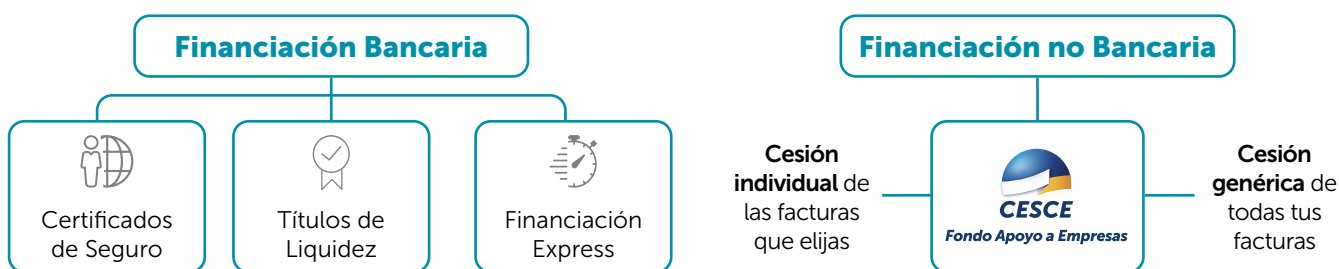 Financiación Bancaria
Certificados
de Seguro
Títulos de
Liquidez
Financiación
Express
Financiación no Bancaria
Cesión
individual de
las facturas
que elijas
CESCE
Fondo Apoyo a Empresas
Cesión
genérica de
todas tus
facturas